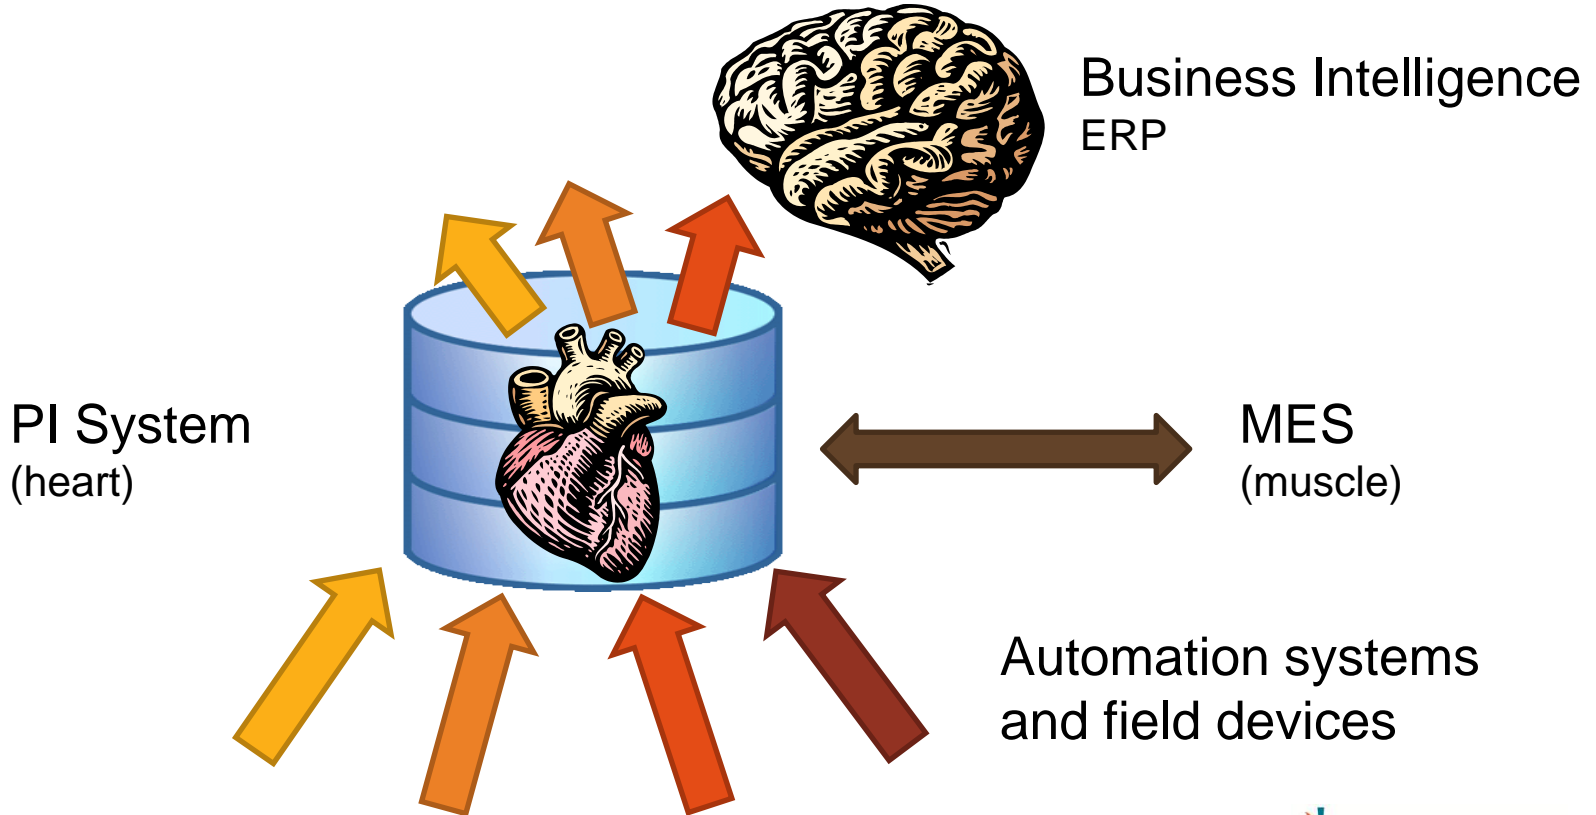 Business Intelligence
ERP
PI System
(heart)
MES
(muscle)
Automation systems
and field devices